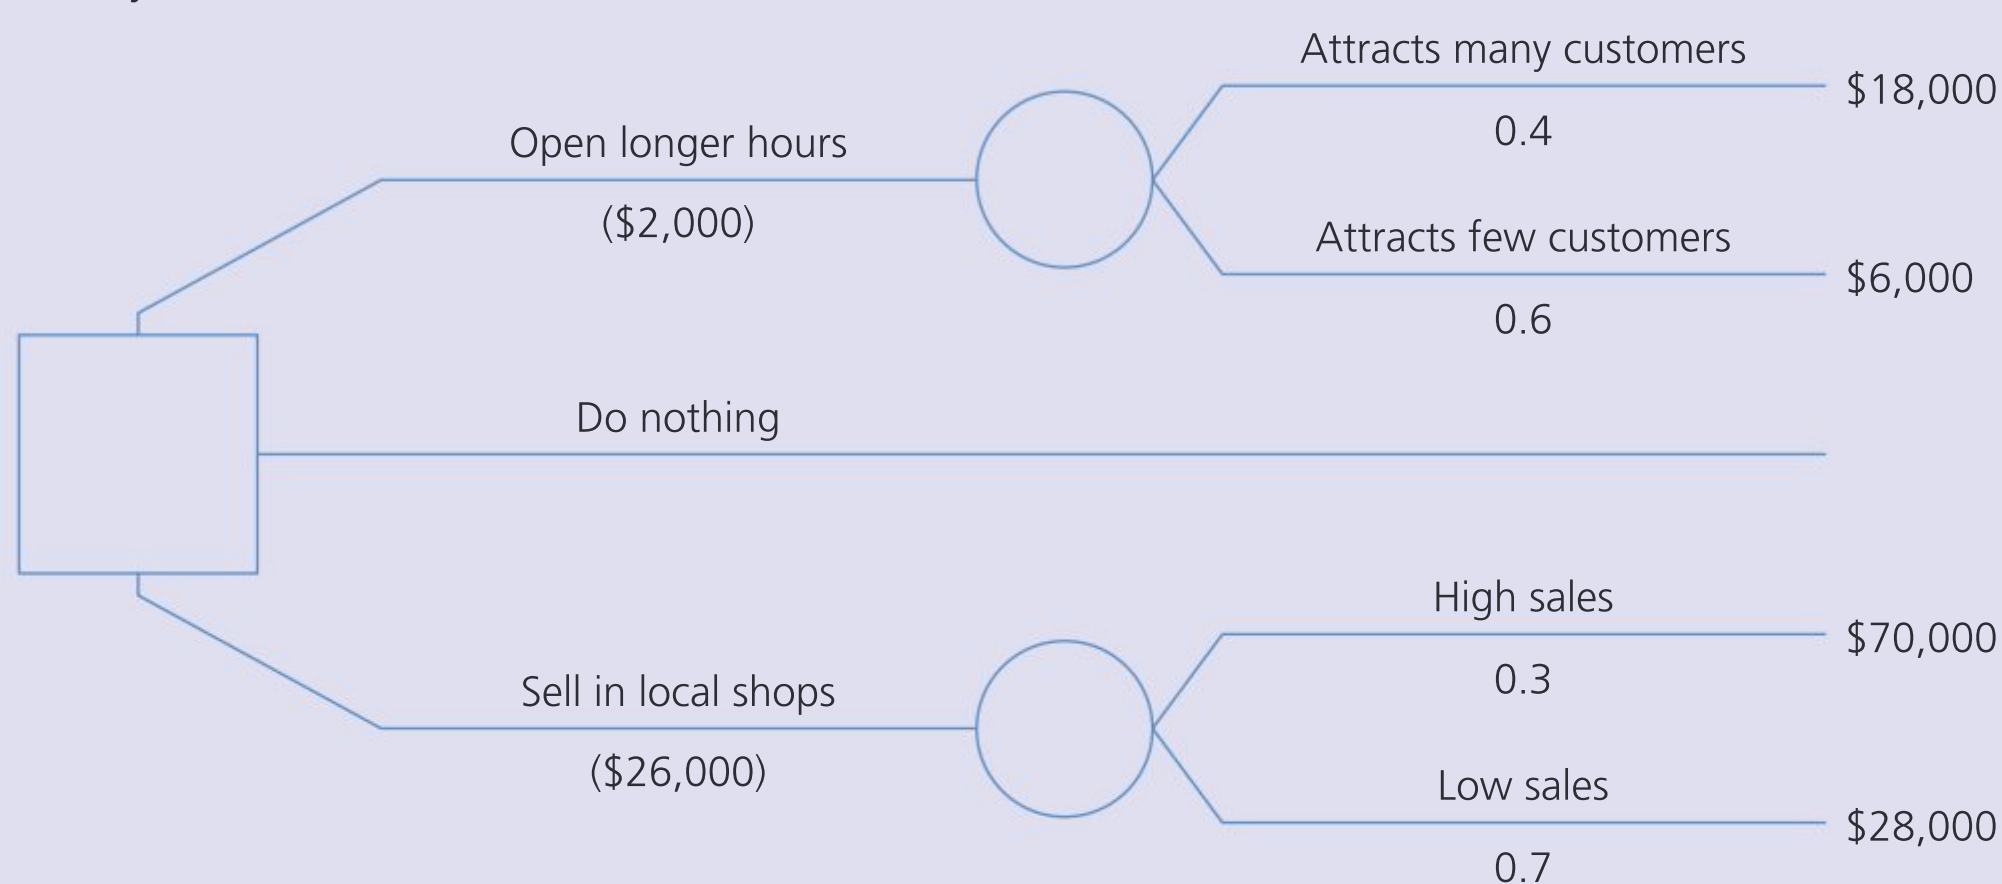 Attracts many customers
$18,000
0.4
Open longer hours
($2,000)
Attracts few customers
$6,000
0.6
Do nothing
High sales
$70,000
0.3
Sell in local shops
($26,000)
Low sales
$28,000
0.7